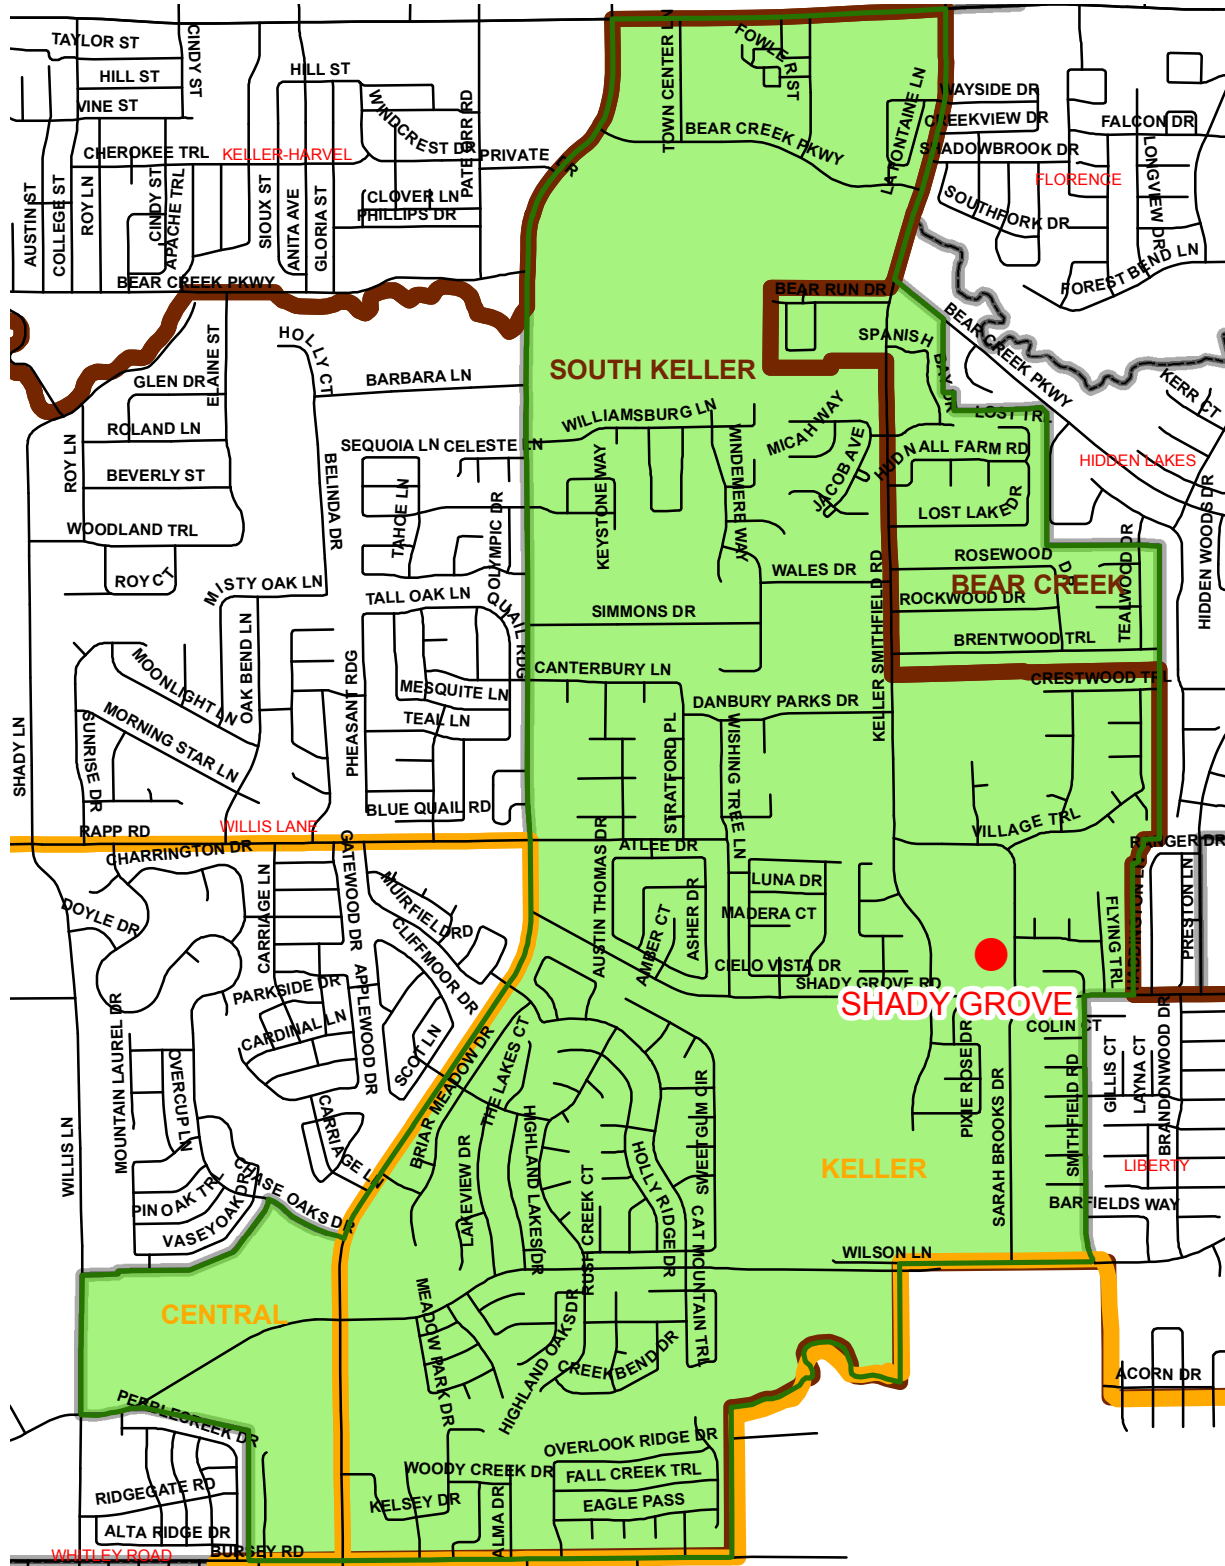 TAYLOR ST
CINDY ST
HILL ST
VINE ST
HILL ST
WINDCREST DR
PATE ORR RD
TOWN CENTER LN
FOWLER ST
BEAR CREEK PKWY
LA FONTAINE LN
WAYSIDE DR
CREEKVIEW DR
SHADOWBROOK DR
FALCON DR
LONGVIEW DR
FLORENCE
SOUTHFORK DR
FOREST BEND LN
CHEROKEE TRL
KELLER-HARVEL
PRIVATE DR
AUSTIN ST
COLLEGE ST
ROY LN
CINDY ST
APACHE TRL
SIOUX ST
ANITA AVE
GLORIA ST
CLOVER LN
PHILLIPS DR
BEAR CREEK PKWY
BEAR RUN DR
SPANISH BAY DR
BEAR CREEK PKWY
KERR CT
ELAINE ST
HOLLY CT
GLEN DR
BARBARA LN
SOUTH KELLER
LOST TRL
ROLAND LN
ROY LN
SEQUOIA LN
CELESTE LN
WILLIAMSBURG LN
WINDEMERE WAY
MICAH WAY
JACOB AVE
HUDNALL FARM RD
HIDDEN LAKES
BEVERLY ST
BELINDA DR
TAHOE LN
OLYMPIC DR
KEYSTONE WAY
LOST LAKE DR
HIDDEN WOODS DR
WOODLAND TRL
ROY CT
MISTY OAK LN
TALL OAK LN
QUAIL RDG
SIMMONS DR
WALES DR
KELLER SMITHFIELD RD
ROSEWOOD DR
BEAR CREEK
TEALWOOD DR
ROCKWOOD DR
BRENTWOOD TRL
CRESTWOOD TRL
SHADY LN
SUNRISE DR
MOONLIGHT LN
MORNING STAR LN
OAK BEND LN
PHEASANT RDG
MESQUITE LN
TEAL LN
BLUE QUAIL RD
CANTERBURY LN
DANBURY PARKS DR
STRATFORD PL
WISHING TREE LN
VILLAGE TRL
RAPP RD
WILLIS LANE
CHARRINGTON DR
GATEWOOD DR
ATLEE DR
RANGER DR
DOYLE DR
CARRIAGE LN
MUIRFIELD RD
CLIFFMOOR DR
AUSTIN THOMAS DR
AMBER CT
ASHER DR
LUNA DR
MADERA CT
CIELO VISTA DR
SHADY GROVE RD
SHADY GROVE
FLYING TRL
PRESTON LN
PARKSIDE DR
APPLEWOOD DR
CARDINAL LN
SCOT LN
MOUNTAIN LAUREL DR
OVERCUP LN
BRIAR MEADOW DR
THE LAKES CT
COLIN CT
PIXIE ROSE DR
SARAH BROOKS DR
SMITHFIELD RD
GILLIS CT
LAYNA CT
BRANDONWOOD DR
LIBERTY
WILLIS LN
PIN OAK TRL
VASEY OAK DR
CHASE OAKS DR
CARRIAGE LN
LAKEVIEW DR
HIGHLAND LAKES DR
RUSH CREEK CT
HOLLY RIDGE DR
SWEETGUM CIR
CAT MOUNTAIN TRL
KELLER
BARFIELDS WAY
WILSON LN
CENTRAL
MEADOW PARK DR
HIGHLAND OAKS DR
CREEKBEND DR
ACORN DR
PEBBLECREEK DR
OVERLOOK RIDGE DR
WOODY CREEK DR
FALL CREEK TRL
EAGLE PASS
KELSEY DR
ALMA DR
RIDGEGATE RD
ALTA RIDGE DR
WHITLEY ROAD
BURSEY RD